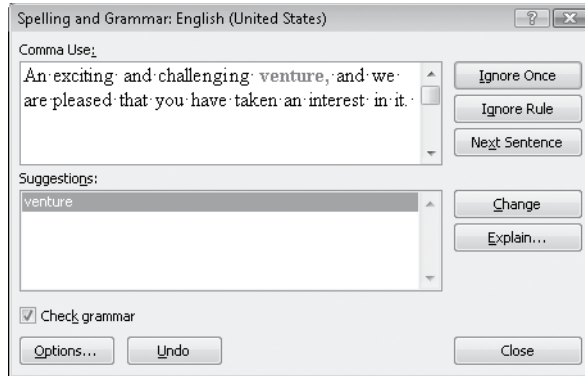 Spelling and Grammar: English (United States)
Comma Use:
An exciting and challenging venture, and we
are pleased that you have taken an interest in it.
Ignore Once
Ignore Rule
Next Sentence
Suggestions:
venture
Change
Explain...
Check grammar
Options...
Undo
Close